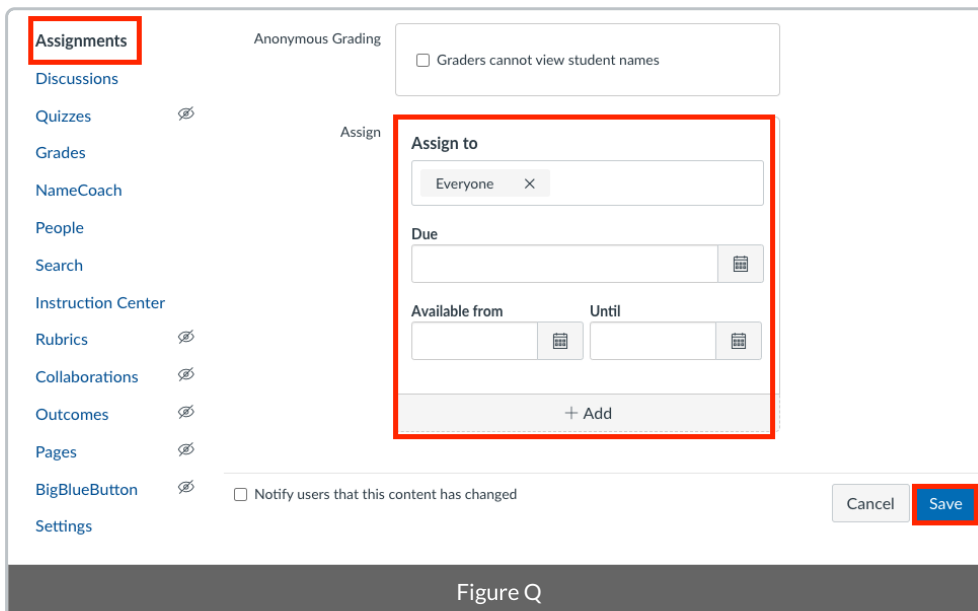 Assignments
Discussions
Quizzes
Grades
NameCoach
People
Search
Instruction Center
Rubrics
Collaborations
Outcomes
Pages
BigBlueButton
Settings
Anonymous Grading
Graders cannot view student names
Assign
Assign to
Everyone
Due
Available from
Until
+ Add
Notify users that this content has changed
Cancel
Save
Figure Q